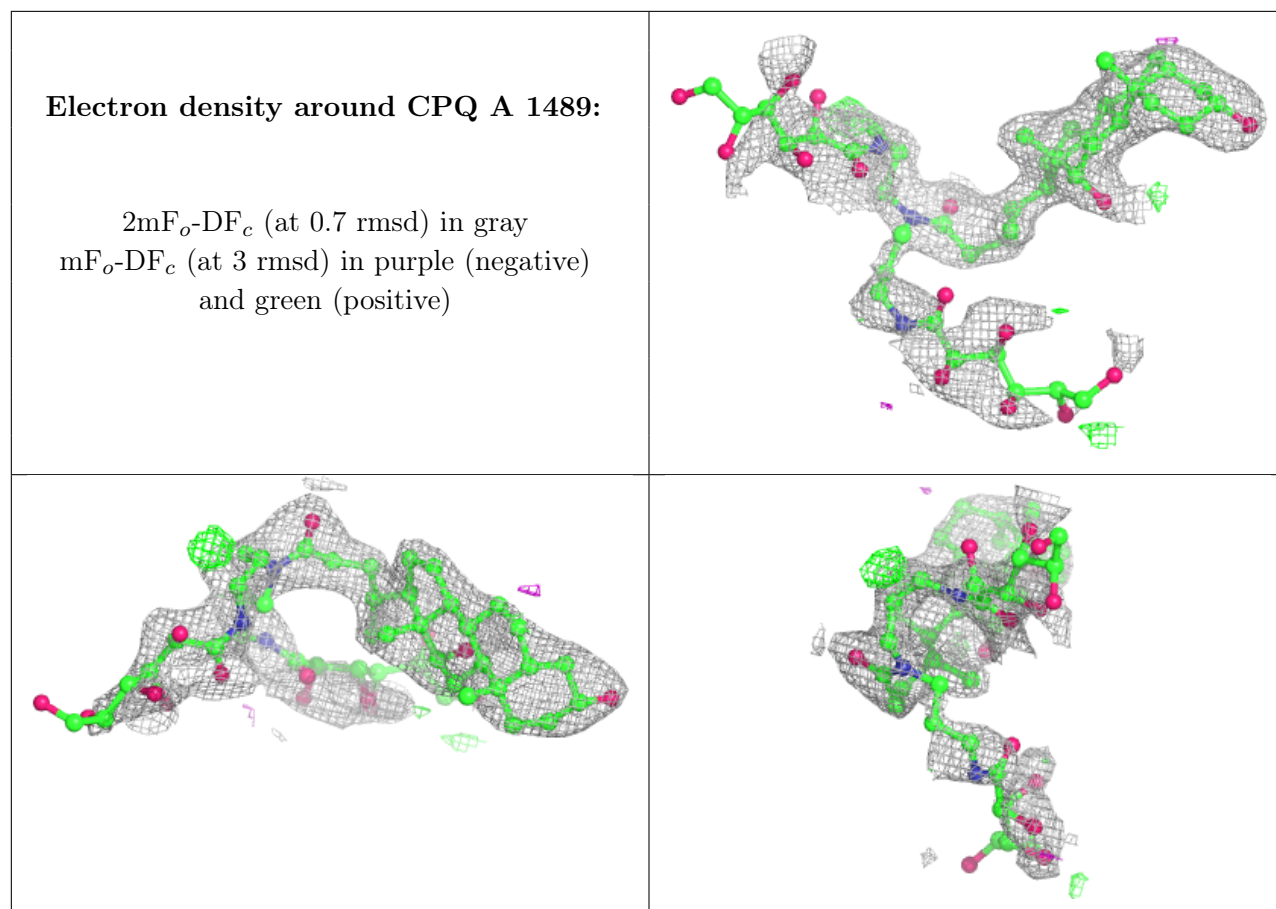 Electron density around CPQ A 1489:
2mFo-DFc (at 0.7 rmsd) in gray
mFo-DFc (at 3 rmsd) in purple (negative)
and green (positive)